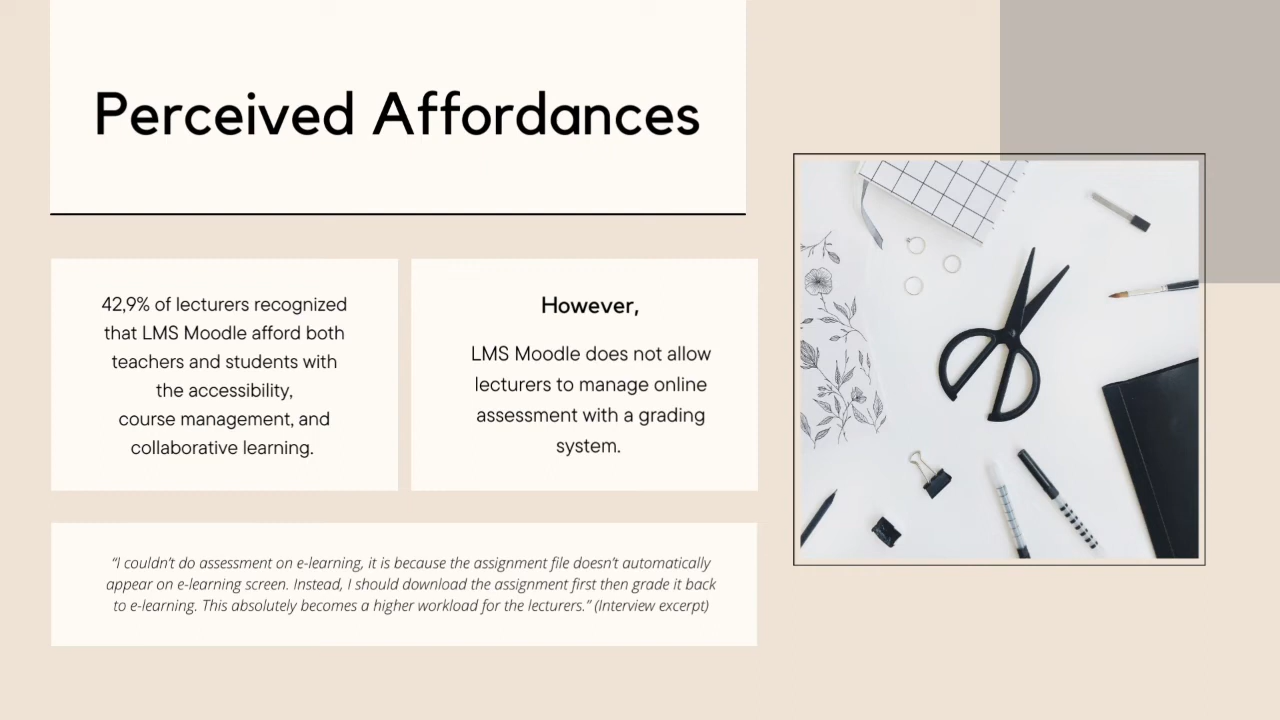 Perceived Affordances
42,9% of lecturers recognized
that LMS Moodle afford both
teachers and students with
the accessibility,
course management, and
collaborative learning.
However,
LMS Moodle does not allow
lecturers to manage online
assessment with a grading
system.
“I couldn’t do assessment on e-learning, it is because the assignment file doesn’t automatically
appear on e-learning screen. Instead, I should download the assignment first then grade it back
to e-learning. This absolutely becomes a higher workload for the lecturers.” (Interview excerpt)